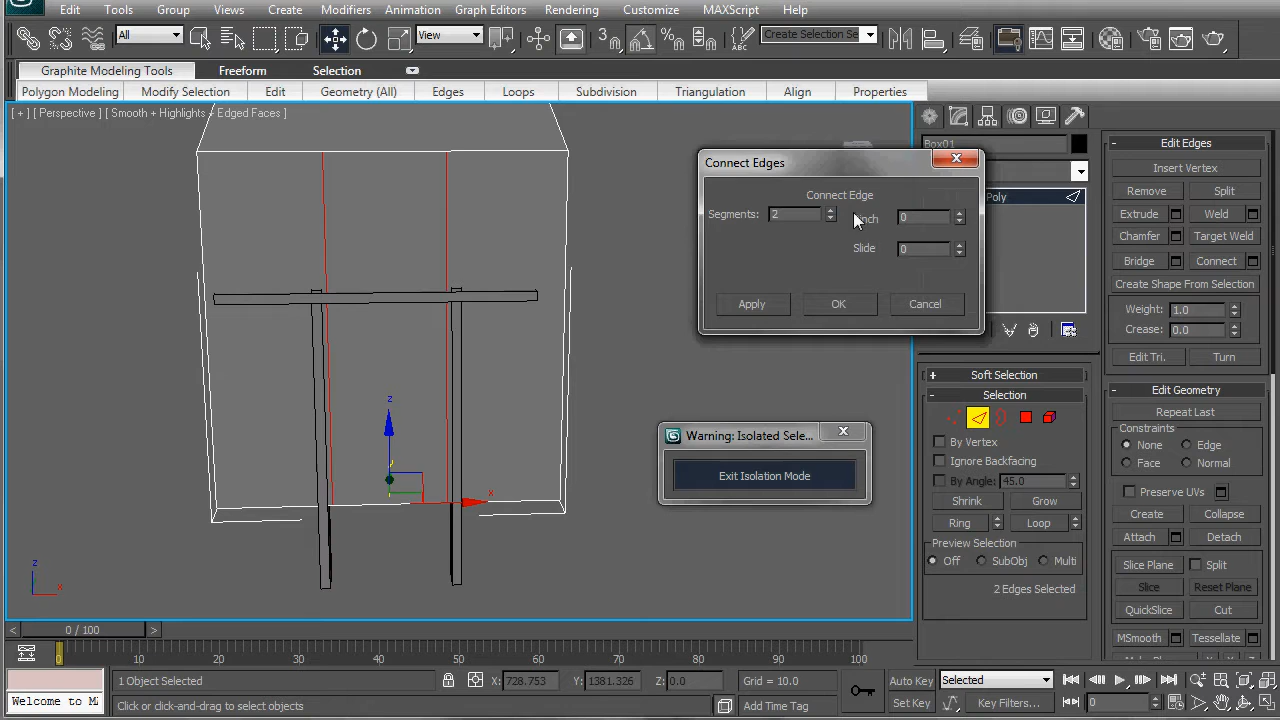 Edit Tools Group Views Create Modifiers Animation Graph Editors Rendering Customize MAXScript Help
All View 3 Create Selection Se
Graphite Modeling Tools Freeform Selection
Polygon Modeling Modify Selection Edit Geometry (All) Edges Loops Subdivision Triangulation Align Properties
[ + ] [ Perspective ] [ Smooth + Highlights + Edged Faces ]
Box01
Poly
Connect Edges
Connect Edge
Segments: 2
0
Slide 0
Apply OK Cancel
Warning: Isolated Sele...
Exit Isolation Mode
z
x
z
x
Soft Selection
Selection
By Vertex
Ignore Backfacing
By Angle: 45.0
Shrink Grow
Ring Loop
Preview Selection
Off SubObj Multi
2 Edges Selected
Edit Edges
Insert Vertex
Remove Split
Extrude Weld
Chamfer Target Weld
Bridge Connect
Create Shape From Selection
Weight: 1.0
Crease: 0.0
Edit Tri. Turn
Edit Geometry
Repeat Last
Constraints
None Edge
Face Normal
Preserve UVs
Create Collapse
Attach Detach
Slice Plane Split
Slice Reset Plane
QuickSlice Cut
MSmooth Tessellate
< 0 / 100 >
0 10 20 30 40 50 60 70 80 90 100
1 Object Selected X: 728.753 Y: 1381.326 Z: 0.0 Grid = 10.0 Auto Key Selected
Welcome to M Click or click-and-drag to select objects Add Time Tag Set Key Key Filters... 0